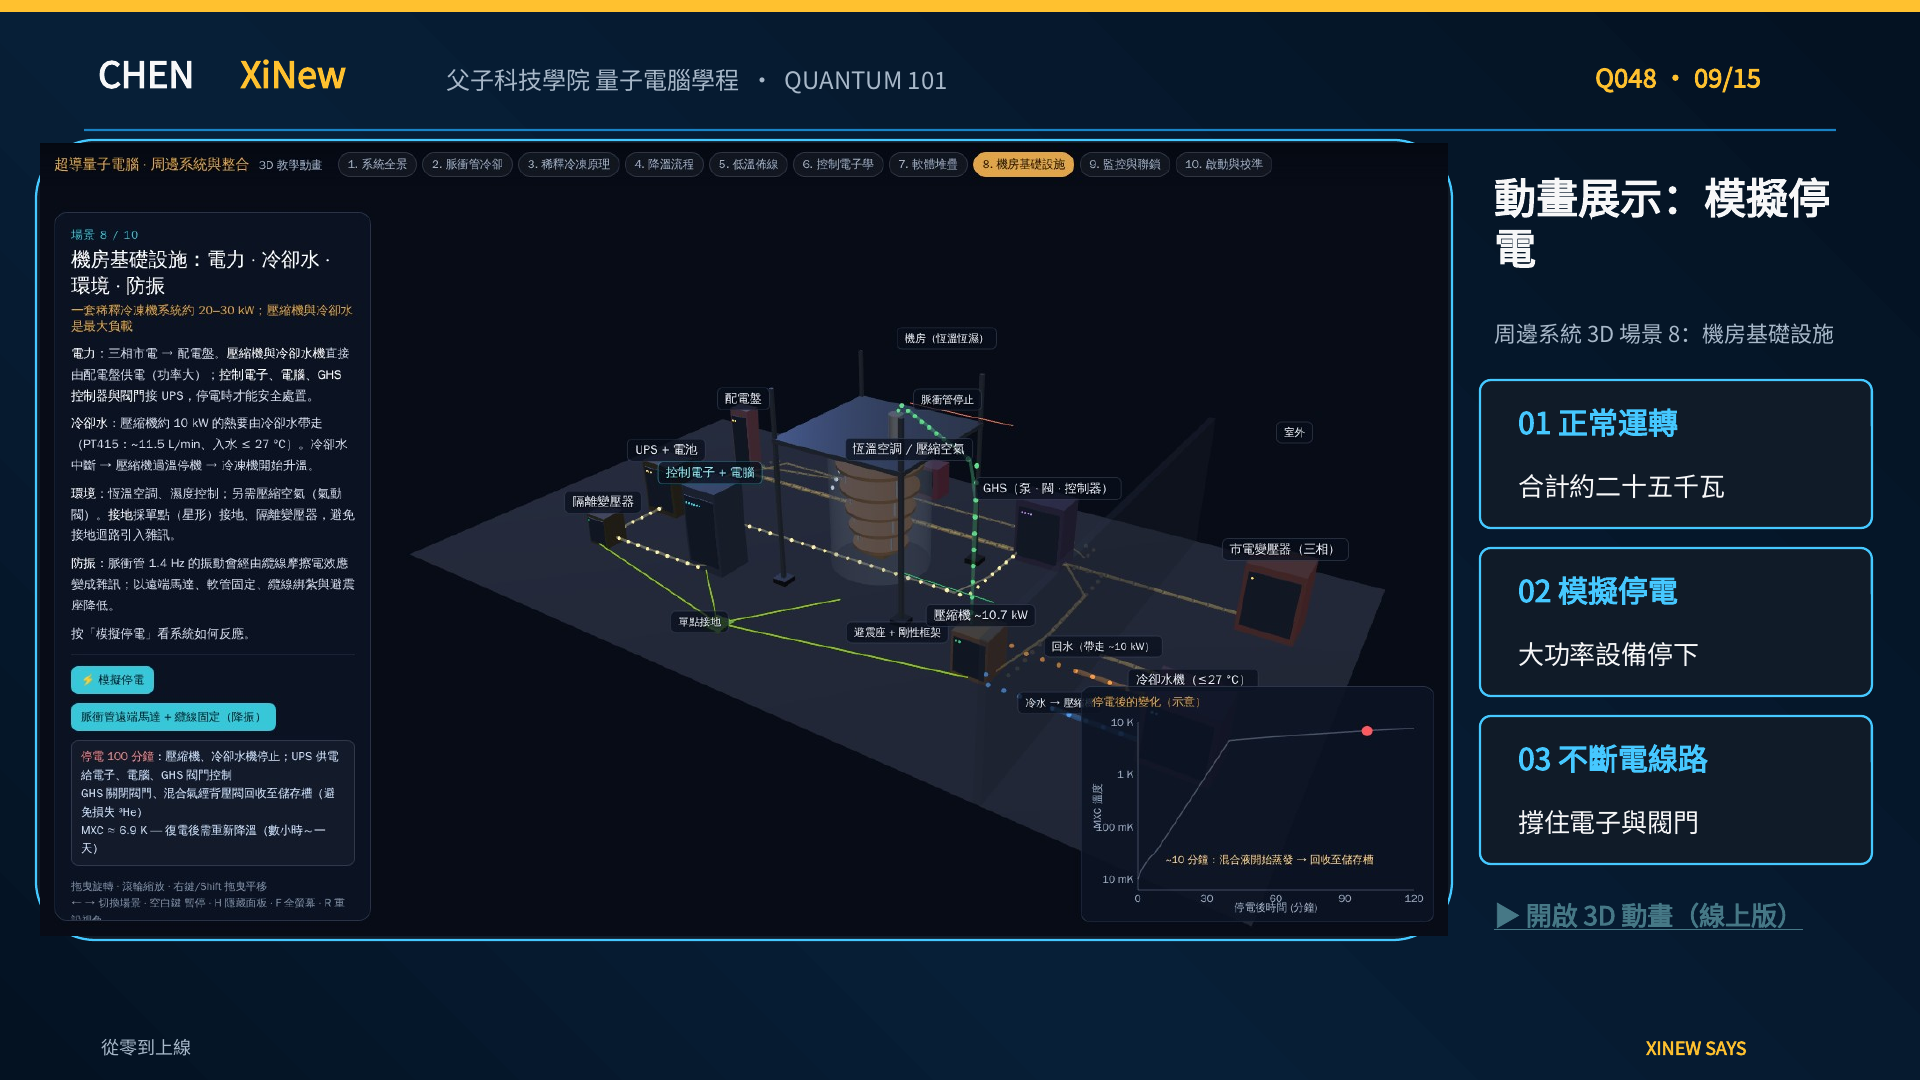 CHEN XiNew 父子科技學院 量子電腦學程 · QUANTUM 101 Q048 · 09/15
超導量子電腦 · 周邊系統與整合 3D 教學動畫 1. 系統全景 2. 脈衝管冷卻 3. 稀釋冷凍原理 4. 降溫流程 5. 低溫佈線 6. 控制電子學 7. 軟體堆疊 8. 機房基礎設施 9. 監控與聯鎖 10. 啟動與校準
場景 8 / 10
機房基礎設施：電力 · 冷卻水 ·
環境 · 防振
一套稀釋冷凍機系統約 20–30 kW；壓縮機與冷卻水
是最大負載
電力：三相市電 → 配電盤。壓縮機與冷卻水機直接
由配電盤供電（功率大）；控制電子、電腦、GHS
控制器與閥門接 UPS，停電時才能安全處置。
冷卻水：壓縮機約 10 kW 的熱要由冷卻水帶走
（PT415：~11.5 L/min、入水 ≤ 27 °C）。冷卻水
中斷 → 壓縮機過溫停機 → 冷凍機開始升溫。
環境：恆溫空調、濕度控制；另需壓縮空氣（氣動
閥）。接地採單點（星形）接地、隔離變壓器，避免
接地迴路引入雜訊。
防振：脈衝管 1.4 Hz 的振動會經由纜線摩擦電效應
變成雜訊；以遠端馬達、軟管固定、纜線綁紮與避震
座降低。
按「模擬停電」看系統如何反應。
⚡ 模擬停電
脈衝管遠端馬達 + 纜線固定（降振）
停電 100 分鐘：壓縮機、冷卻水機停止；UPS 供電
給電子、電腦、GHS 閥門控制
GHS 關閉閥門、混合氣經背壓閥回收至儲存槽（避
免損失 ³He）
MXC ≈ 6.9 K — 復電後需重新降溫（數小時～一
天）
拖曳旋轉 · 滾輪縮放 · 右鍵/Shift 拖曳平移
← → 切換場景 · 空白鍵 暫停 · H 隱藏面板 · F 全螢幕 · R 重
設視角
機房（恆溫恆濕）
配電盤
脈衝管停止
室外
UPS + 電池
恆溫空調 / 壓縮空氣
控制電子 + 電腦
GHS（泵 · 閥 · 控制器）
隔離變壓器
市電變壓器（三相）
單點接地
壓縮機 ~10.7 kW
避震座 + 剛性框架
回水（帶走 ~10 kW）
冷卻水機（≤27 °C）
冷水 → 壓縮
停電後的變化（示意）
10 K
1 K
100 mK
10 mK
MXC 溫度
~10 分鐘：混合液開始蒸發 → 回收至儲存槽
0 30 60 90 120
停電後時間 (分鐘)
動畫展示：模擬停
電
周邊系統 3D 場景 8：機房基礎設施
01 正常運轉
合計約二十五千瓦
02 模擬停電
大功率設備停下
03 不斷電線路
撐住電子與閥門
▶ 開啟 3D 動畫（線上版）
從零到上線
XINEW SAYS